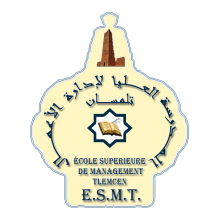 المدرسة العليا لإدارة الأعمال
تلمسان
ÉCOLE SUPERIEURE
DE MANAGEMENT
TLEMCEN
E.S.M.T.